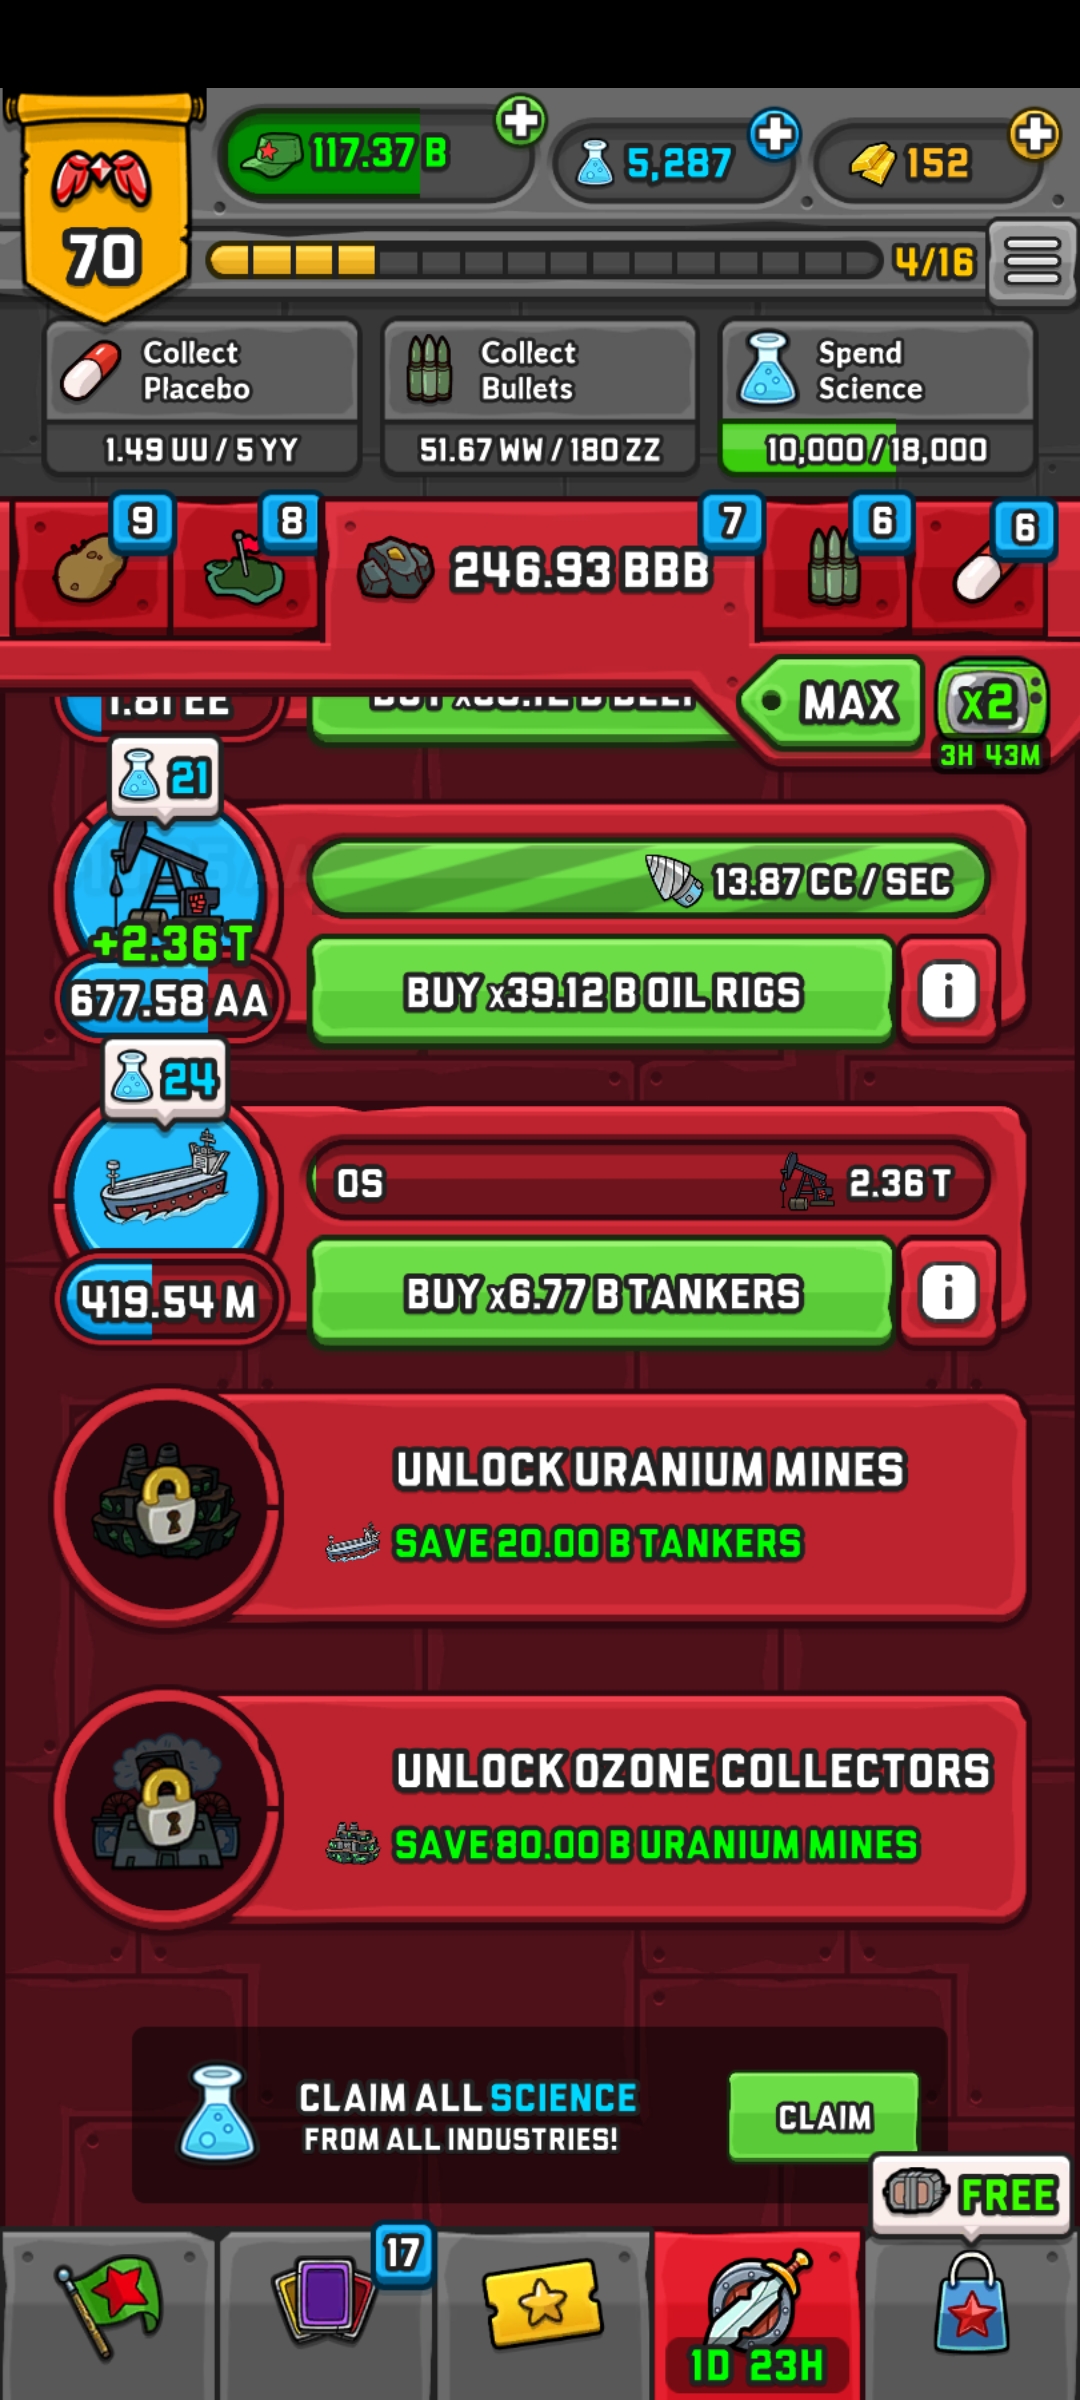 117.37 B
5,287
152
70
4/16
Collect
Placebo
1.49 UU / 5 YY
Collect
Bullets
51.67 WW / 180 ZZ
Spend
Science
10,000 / 18,000
9
8
246.93 BBB
7
6
6
MAX
x2
3H 43M
1.81 EE
21
13.87 CC / SEC
+2.36 T
677.58 AA
BUY x39.12 B OIL RIGS
i
24
0S
2.36 T
419.54 M
BUY x6.77 B TANKERS
i
UNLOCK URANIUM MINES
SAVE 20.00 B TANKERS
UNLOCK OZONE COLLECTORS
SAVE 80.00 B URANIUM MINES
CLAIM ALL SCIENCE
FROM ALL INDUSTRIES!
CLAIM
FREE
17
1D 23H